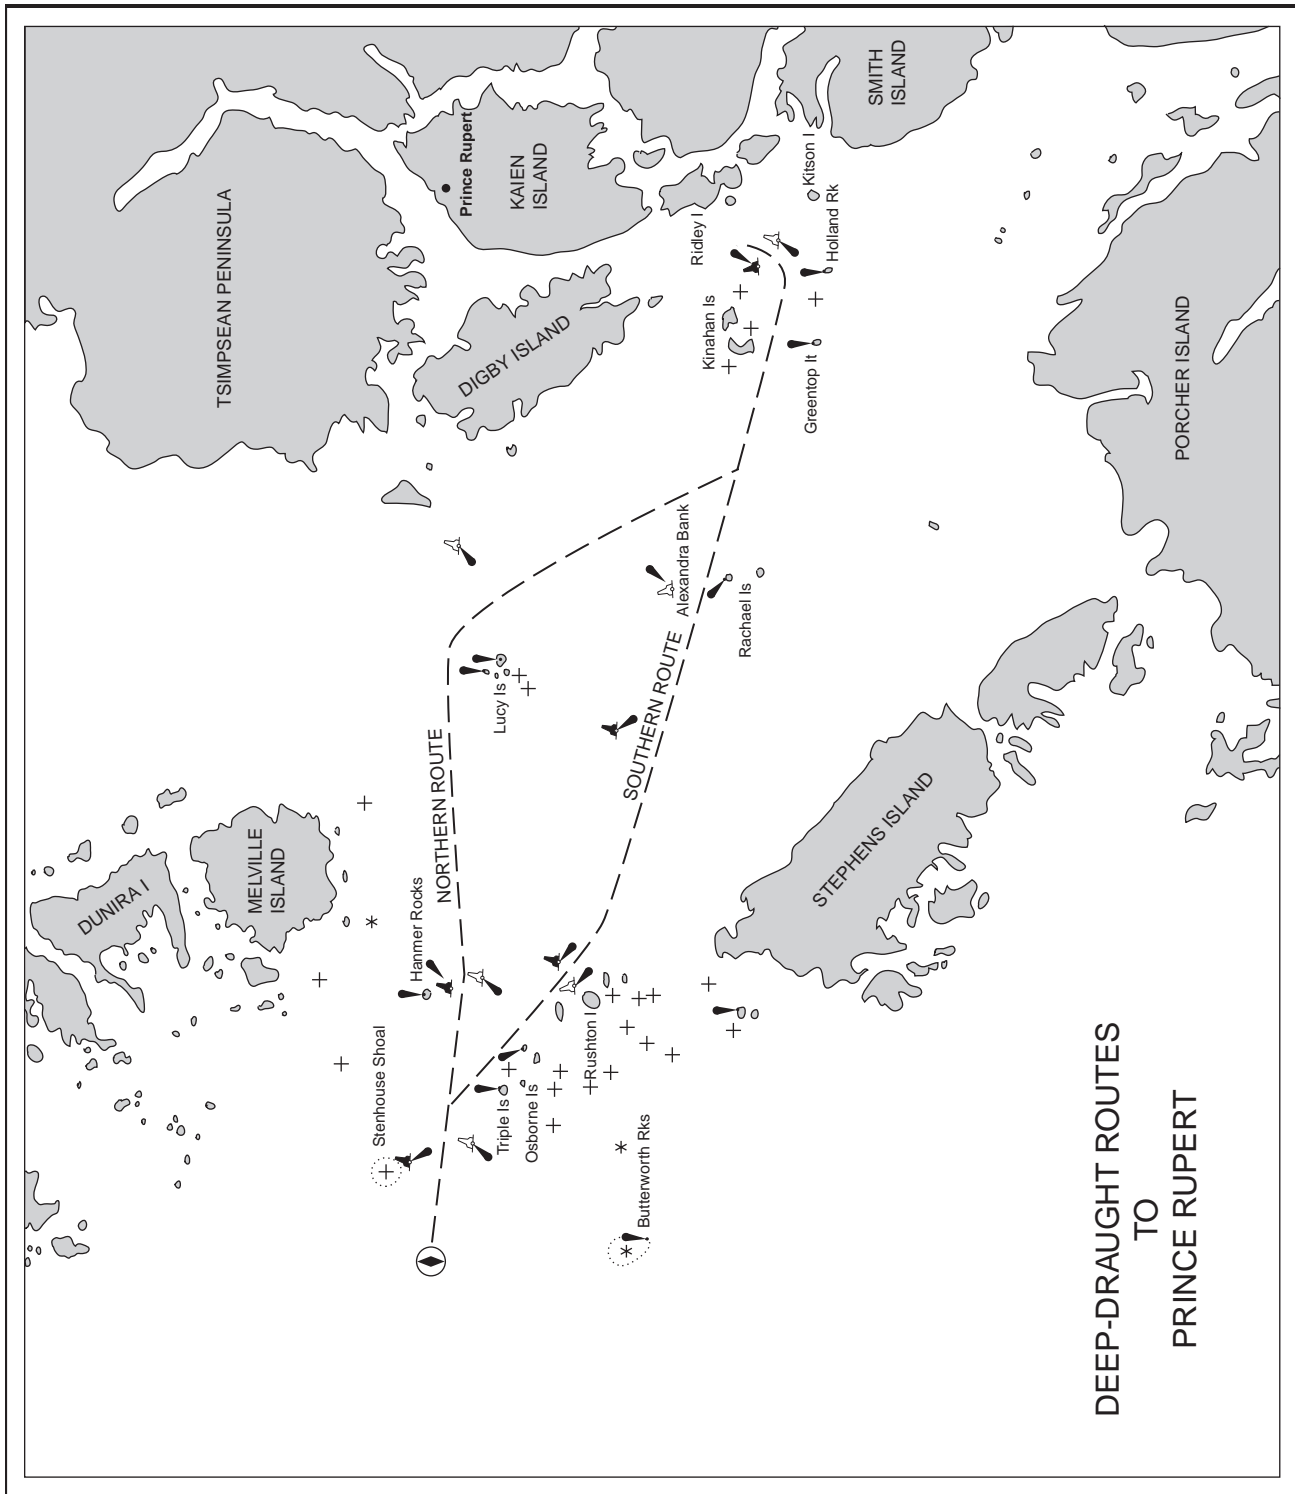 DEEP-DRAUGHT ROUTES
TO
PRINCE RUPERT
TSIMPSEAN PENINSULA
DUNIRA I
MELVILLE
ISLAND
Stenhouse Shoal
Hanmer Rocks
NORTHERN ROUTE
Lucy Is
DIGBY ISLAND
Prince Rupert
KAIEN
ISLAND
Triple Is
Osborne Is
Rushton I
Butterworth Rks
SOUTHERN ROUTE
Alexandra Bank
Rachael Is
Kinahan Is
Ridley I
Greentop It
Holland Rk
Kitson I
SMITH
ISLAND
STEPHENS ISLAND
PORCHER ISLAND